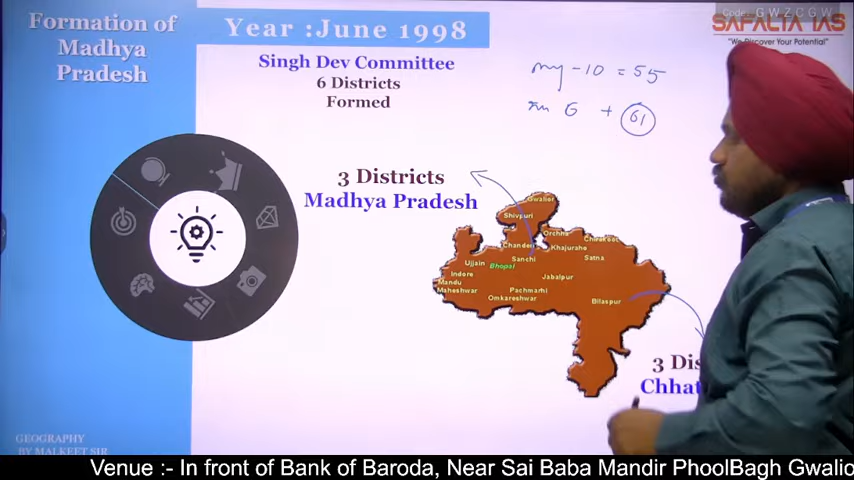 Formation of
Madhya
Pradesh
Year :June 1998
Singh Dev Committee
6 Districts
Formed
- 10 = 55
6 + 61
Code: G W Z C G W
SAFALTA IAS
"We Discover Your Potential"
3 Districts
Madhya Pradesh
Gwalior
Shivpuri
Orchha
Chitrakoot
Chanderi
Khajuraho
Sanchi
Satna
Ujjain
Bhopal
Indore
Jabalpur
Mandu
Maheshwar
Pachmarhi
Omkareshwar
Bilaspur
3 Dis
Chhat
GEOGRAPHY
BY MALKEET SIR
Venue :- In front of Bank of Baroda, Near Sai Baba Mandir PhoolBagh Gwalio